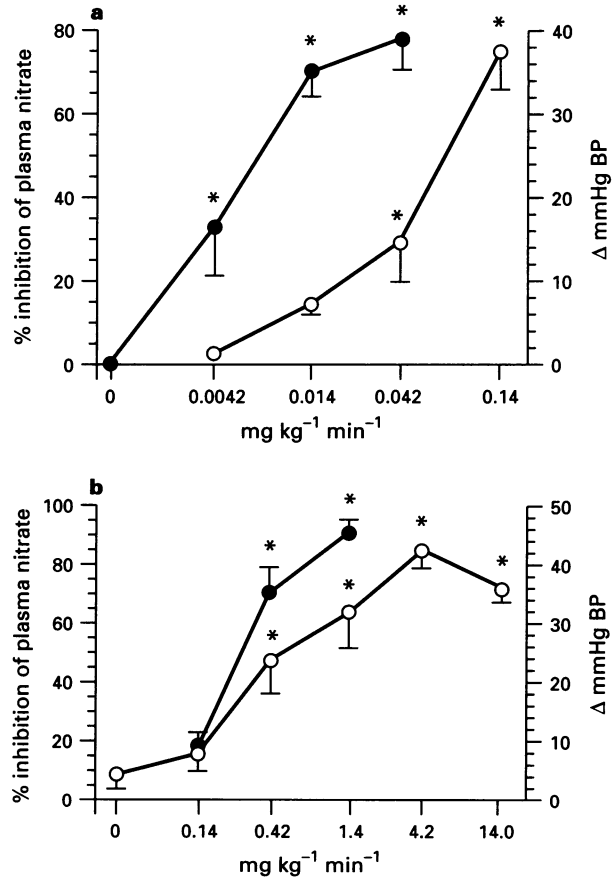 a
% inhibition of plasma nitrate
80
60
40
20
0
* * * * *
40
30
20
10
0
Δ mmHg BP
0 0.0042 0.014 0.042 0.14
mg kg⁻¹ min⁻¹
b
% inhibition of plasma nitrate
100
80
60
40
20
0
* * * * * *
50
40
30
20
10
0
Δ mmHg BP
0 0.14 0.42 1.4 4.2 14.0
mg kg⁻¹ min⁻¹